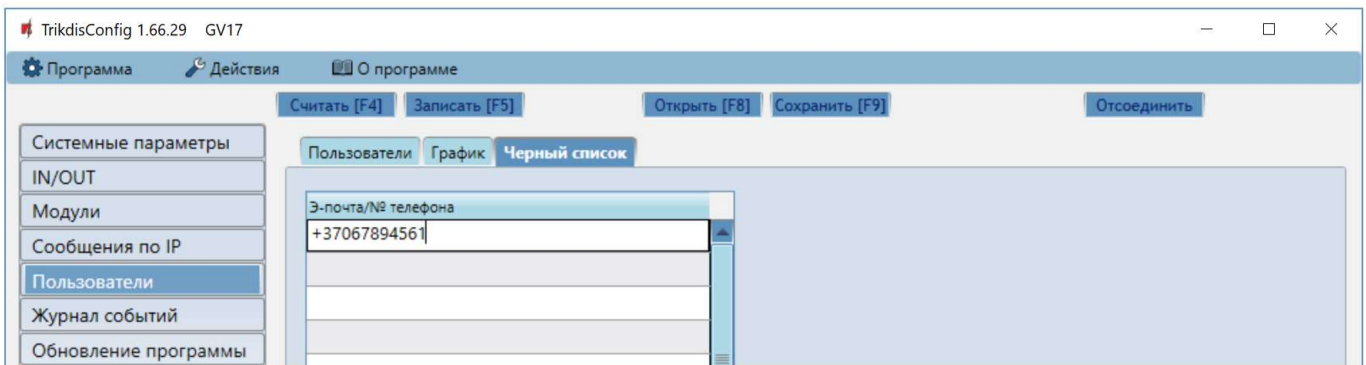 TrikdisConfig 1.66.29 GV17
Программа Действия О программе
Считать [F4] Записать [F5] Открыть [F8] Сохранить [F9] Отсоединить
Системные параметры
IN/OUT
Модули
Сообщения по IP
Пользователи
Журнал событий
Обновление программы
Пользователи График Черный список
Э-почта/№ телефона
+37067894561